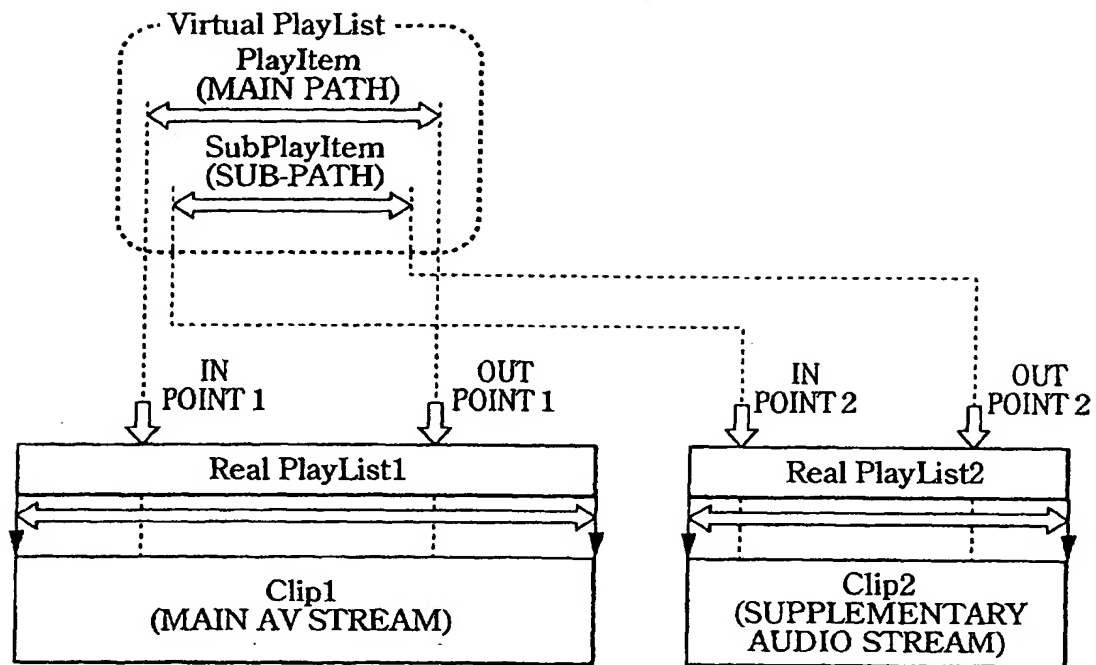 Virtual PlayList
PlayItem
(MAIN PATH)
SubPlayItem
(SUB-PATH)
IN
POINT 1
OUT
POINT 1
IN
POINT 2
OUT
POINT 2
Real PlayList1
Real PlayList2
Clip1
(MAIN AV STREAM)
Clip2
(SUPPLEMENTARY
AUDIO STREAM)